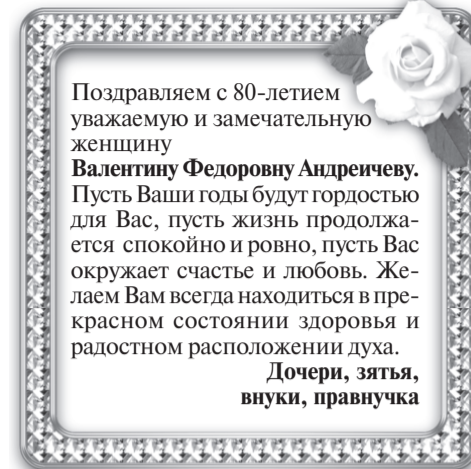 Поздравляем с 80-летием
уважаемую и замечательную
женщину
Валентину Федоровну Андреичеву.
Пусть Ваши годы будут гордостью
для Вас, пусть жизнь продолжа-
ется спокойно и ровно, пусть Вас
окружает счастье и любовь. Же-
лаем Вам всегда находиться в пре-
красном состоянии здоровья и
радостном расположении духа.
Дочери, зятья,
внуки, правнучка